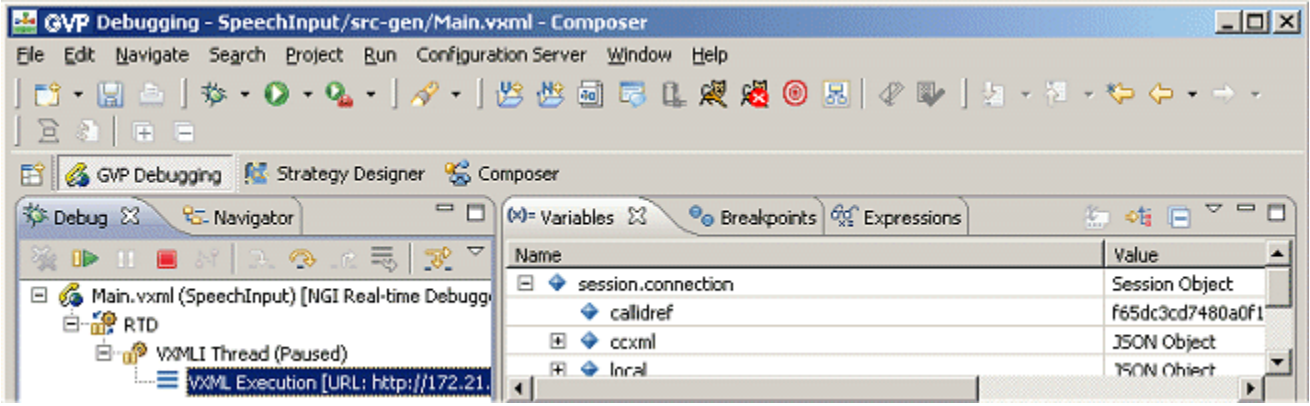 GVP Debugging - SpeechInput/src-gen/Main.vxml - Composer
File Edit Navigate Search Project Run Configuration Server Window Help
GVP Debugging Strategy Designer Composer
Debug Navigator
(x)= Variables Breakpoints Expressions
Name Value
Main.vxml (SpeechInput) [NGI Real-time Debugge
RTD
VXMLI Thread (Paused)
VXML Execution [URL: http://172.21.
session.connection Session Object
callidref f65dc3cd7480a0f1
ccxml JSON Object
local JSON Object